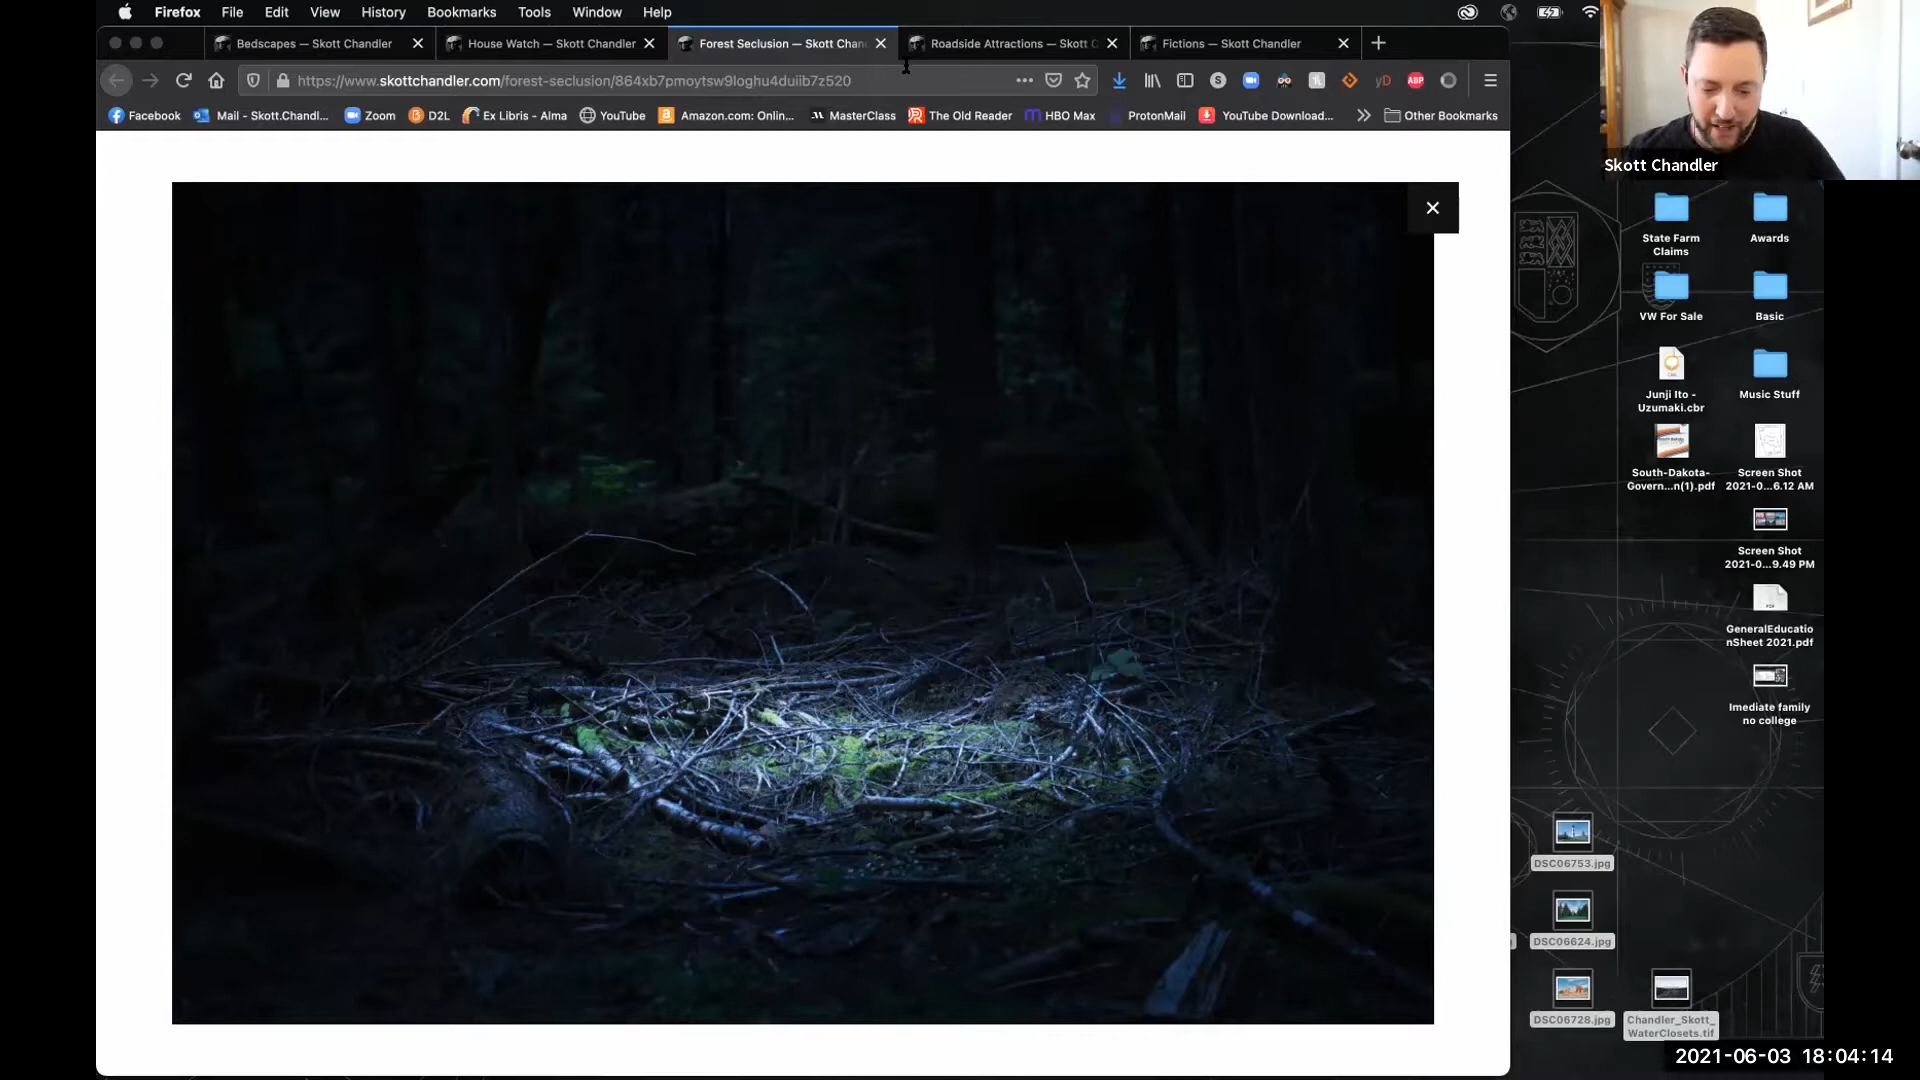 Firefox File Edit View History Bookmarks Tools Window Help
Bedscapes — Skott Chandler
House Watch — Skott Chandler
Forest Seclusion — Skott Chan
Roadside Attractions — Skott C
Fictions — Skott Chandler
https://www.skottchandler.com/forest-seclusion/864xb7pmoytsw9loghu4duiib7z520
S
yD
ABP
Facebook
Mail - Skott.Chandl...
Zoom
D2L
Ex Libris - Alma
YouTube
Amazon.com: Onlin...
MasterClass
The Old Reader
HBO Max
ProtonMail
YouTube Download...
Other Bookmarks
Skott Chandler
State Farm
Claims
Awards
VW For Sale
Basic
Junji Ito -
Uzumaki.cbr
Music Stuff
South-Dakota-
Govern...n(1).pdf
Screen Shot
2021-0...6.12 AM
Screen Shot
2021-0...9.49 PM
GeneralEducatio
nSheet 2021.pdf
Imediate family
no college
DSC06753.jpg
DSC06624.jpg
DSC06728.jpg
Chandler_Skott_
WaterClosets.tif
2021-06-03 18:04:14